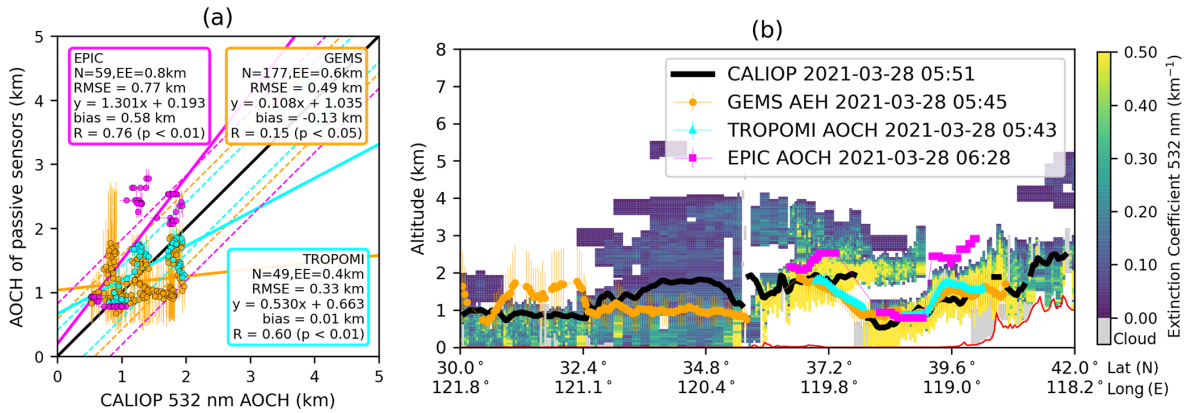 (a)
AOCH of passive sensors (km)
5
4
3
2
1
0
EPIC
N=59,EE=0.8km
RMSE = 0.77 km
y = 1.301x + 0.193
bias = 0.58 km
R = 0.76 (p < 0.01)
GEMS
N=177,EE=0.6km
RMSE = 0.49 km
y = 0.108x + 1.035
bias = -0.13 km
R = 0.15 (p < 0.05)
TROPOMI
N=49,EE=0.4km
RMSE = 0.33 km
y = 0.530x + 0.663
bias = 0.01 km
R = 0.60 (p < 0.01)
0 1 2 3 4 5
CALIOP 532 nm AOCH (km)
(b)
Altitude (km)
8
7
6
5
4
3
2
1
0
CALIOP 2021-03-28 05:51
GEMS AEH 2021-03-28 05:45
TROPOMI AOCH 2021-03-28 05:43
EPIC AOCH 2021-03-28 06:28
30.0° 32.4° 34.8° 37.2° 39.6° 42.0° Lat (N)
121.8° 121.1° 120.4° 119.8° 119.0° 118.2° Long (E)
0.50
0.40
0.30
0.20
0.10
0.00
Cloud
Extinction Coefficient 532 nm (km⁻¹)